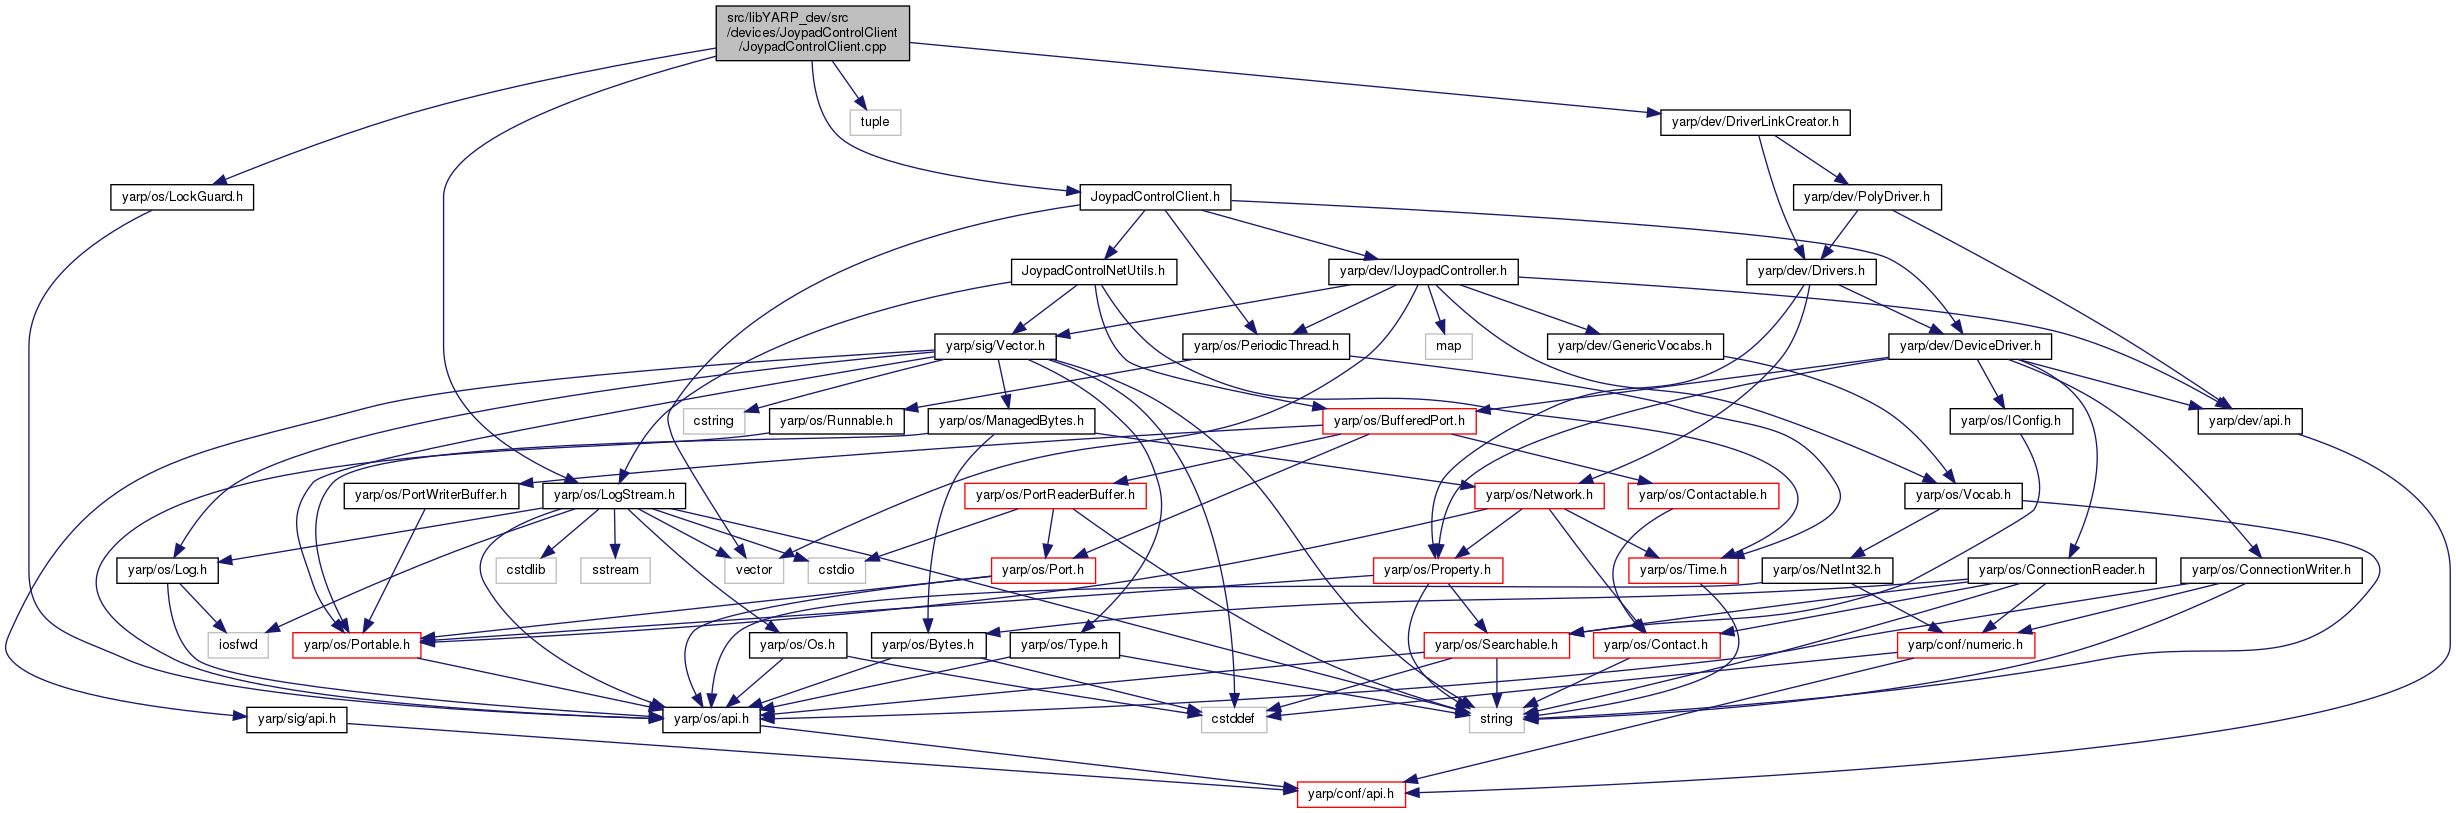 src/libYARP_dev/src
/devices/JoypadControlClient
/JoypadControlClient.cpp
tuple
yarp/dev/DriverLinkCreator.h
yarp/os/LockGuard.h
JoypadControlClient.h
yarp/dev/PolyDriver.h
JoypadControlNetUtils.h
yarp/dev/IJoypadController.h
yarp/dev/Drivers.h
yarp/sig/Vector.h
yarp/os/PeriodicThread.h
map
yarp/dev/GenericVocabs.h
yarp/dev/DeviceDriver.h
cstring
yarp/os/Runnable.h
yarp/os/ManagedBytes.h
yarp/os/BufferedPort.h
yarp/os/IConfig.h
yarp/dev/api.h
yarp/os/PortWriterBuffer.h
yarp/os/LogStream.h
yarp/os/PortReaderBuffer.h
yarp/os/Network.h
yarp/os/Contactable.h
yarp/os/Vocab.h
yarp/os/Log.h
cstdlib
sstream
vector
cstdio
yarp/os/Port.h
yarp/os/Property.h
yarp/os/Time.h
yarp/os/NetInt32.h
yarp/os/ConnectionReader.h
yarp/os/ConnectionWriter.h
iosfwd
yarp/os/Portable.h
yarp/os/Os.h
yarp/os/Bytes.h
yarp/os/Type.h
yarp/os/Searchable.h
yarp/os/Contact.h
yarp/conf/numeric.h
yarp/sig/api.h
yarp/os/api.h
cstddef
string
yarp/conf/api.h